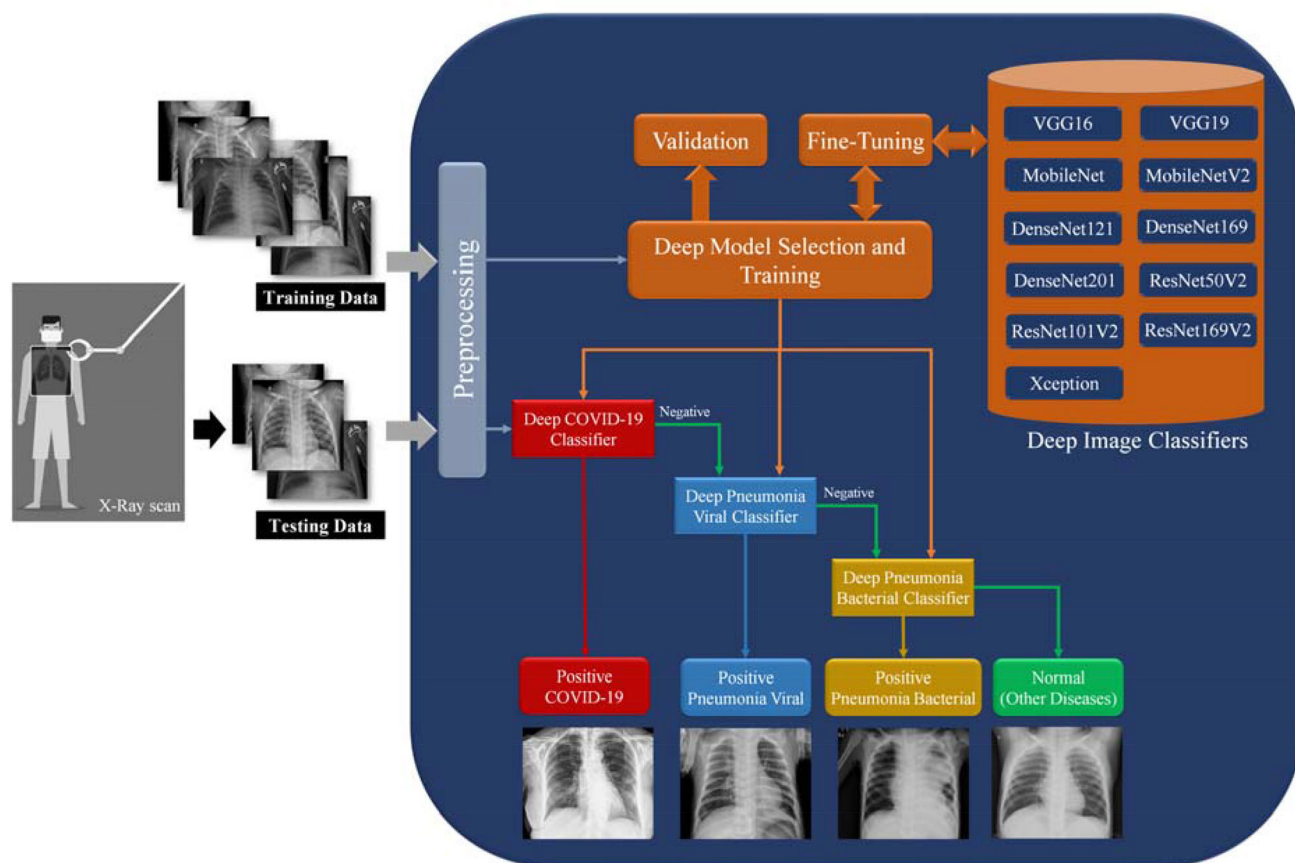 Training Data
X-Ray scan
Testing Data
Preprocessing
Validation
Fine-Tuning
Deep Model Selection and
Training
VGG16
VGG19
MobileNet
MobileNetV2
DenseNet121
DenseNet169
DenseNet201
ResNet50V2
ResNet101V2
ResNet169V2
Xception
Deep Image Classifiers
Deep COVID-19
Classifier
Negative
Deep Pneumonia
Viral Classifier
Negative
Deep Pneumonia
Bacterial Classifier
Positive
COVID-19
Positive
Pneumonia Viral
Positive
Pneumonia Bacterial
Normal
(Other Diseases)